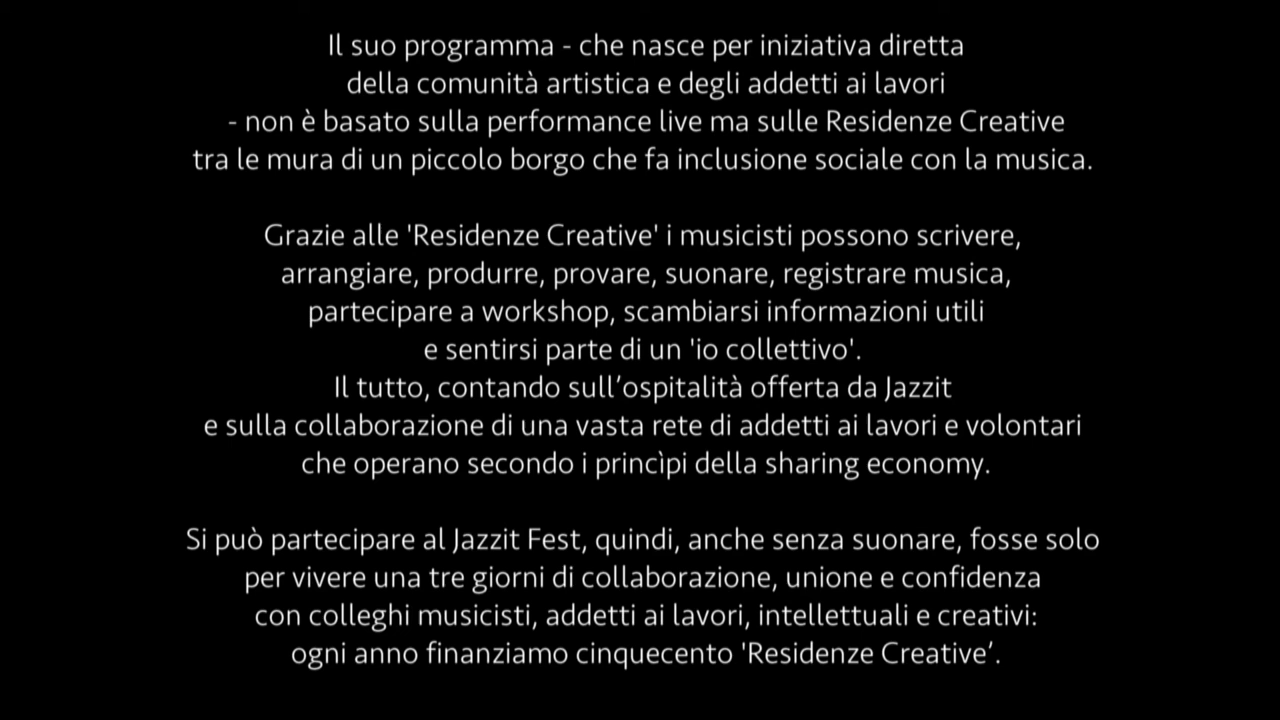 Il suo programma - che nasce per iniziativa diretta
della comunità artistica e degli addetti ai lavori
- non è basato sulla performance live ma sulle Residenze Creative
tra le mura di un piccolo borgo che fa inclusione sociale con la musica.
Grazie alle 'Residenze Creative' i musicisti possono scrivere,
arrangiare, produrre, provare, suonare, registrare musica,
partecipare a workshop, scambiarsi informazioni utili
e sentirsi parte di un 'io collettivo'.
Il tutto, contando sull’ospitalità offerta da Jazzit
e sulla collaborazione di una vasta rete di addetti ai lavori e volontari
che operano secondo i princìpi della sharing economy.
Si può partecipare al Jazzit Fest, quindi, anche senza suonare, fosse solo
per vivere una tre giorni di collaborazione, unione e confidenza
con colleghi musicisti, addetti ai lavori, intellettuali e creativi:
ogni anno finanziamo cinquecento 'Residenze Creative’.